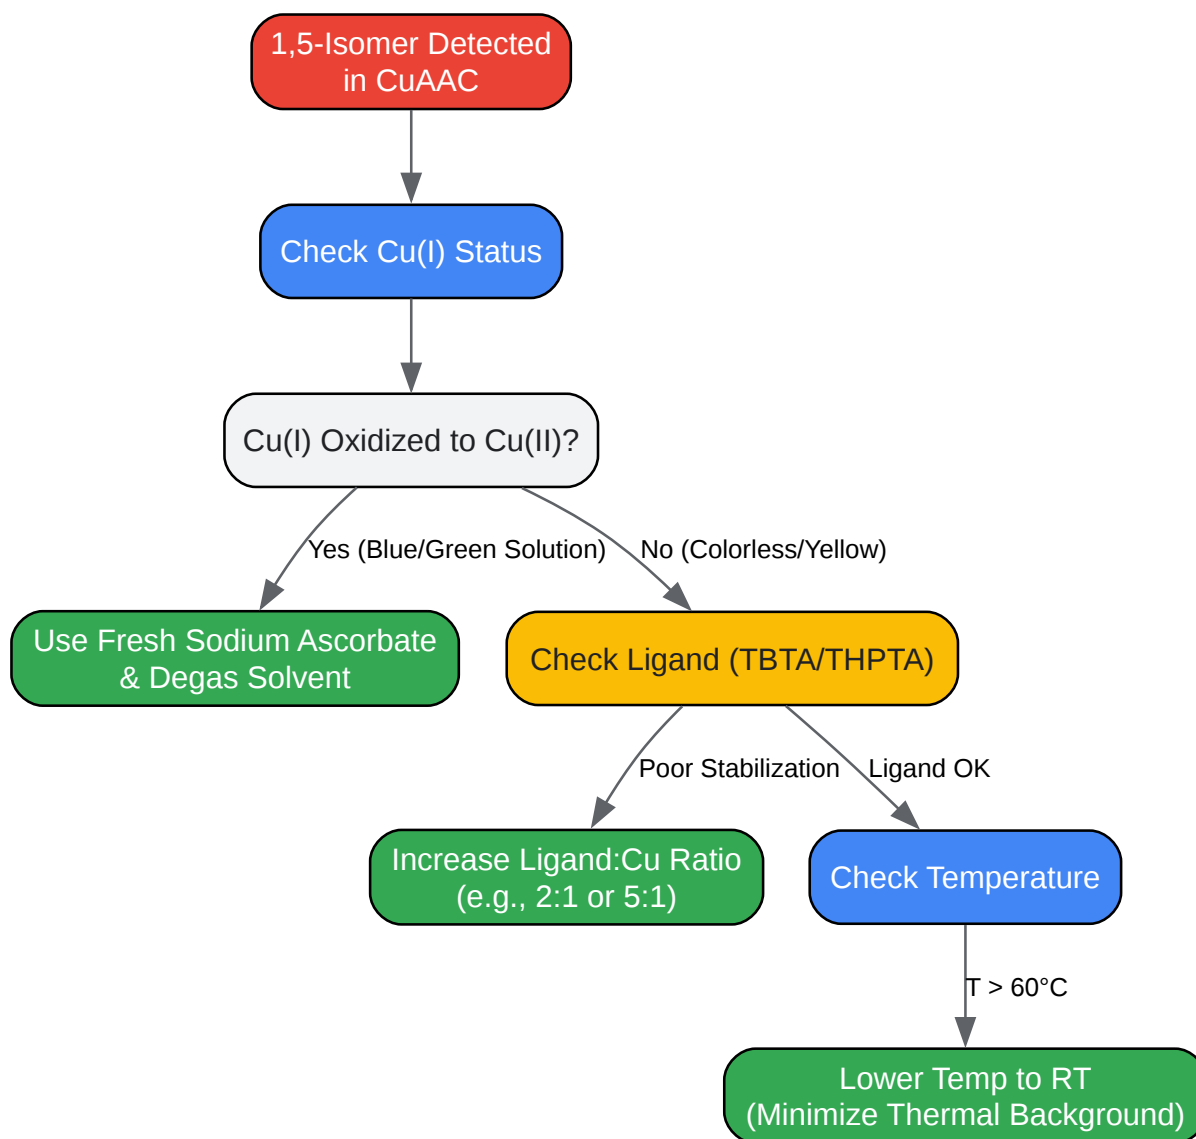 1,5-Isomer Detected
in CuAAC
Check Cu(I) Status
Cu(I) Oxidized to Cu(II)?
Yes (Blue/Green Solution)
No (Colorless/Yellow)
Use Fresh Sodium Ascorbate
& Degas Solvent
Check Ligand (TBTA/THPTA)
Poor Stabilization
Ligand OK
Increase Ligand:Cu Ratio
(e.g., 2:1 or 5:1)
Check Temperature
T > 60°C
Lower Temp to RT
(Minimize Thermal Background)